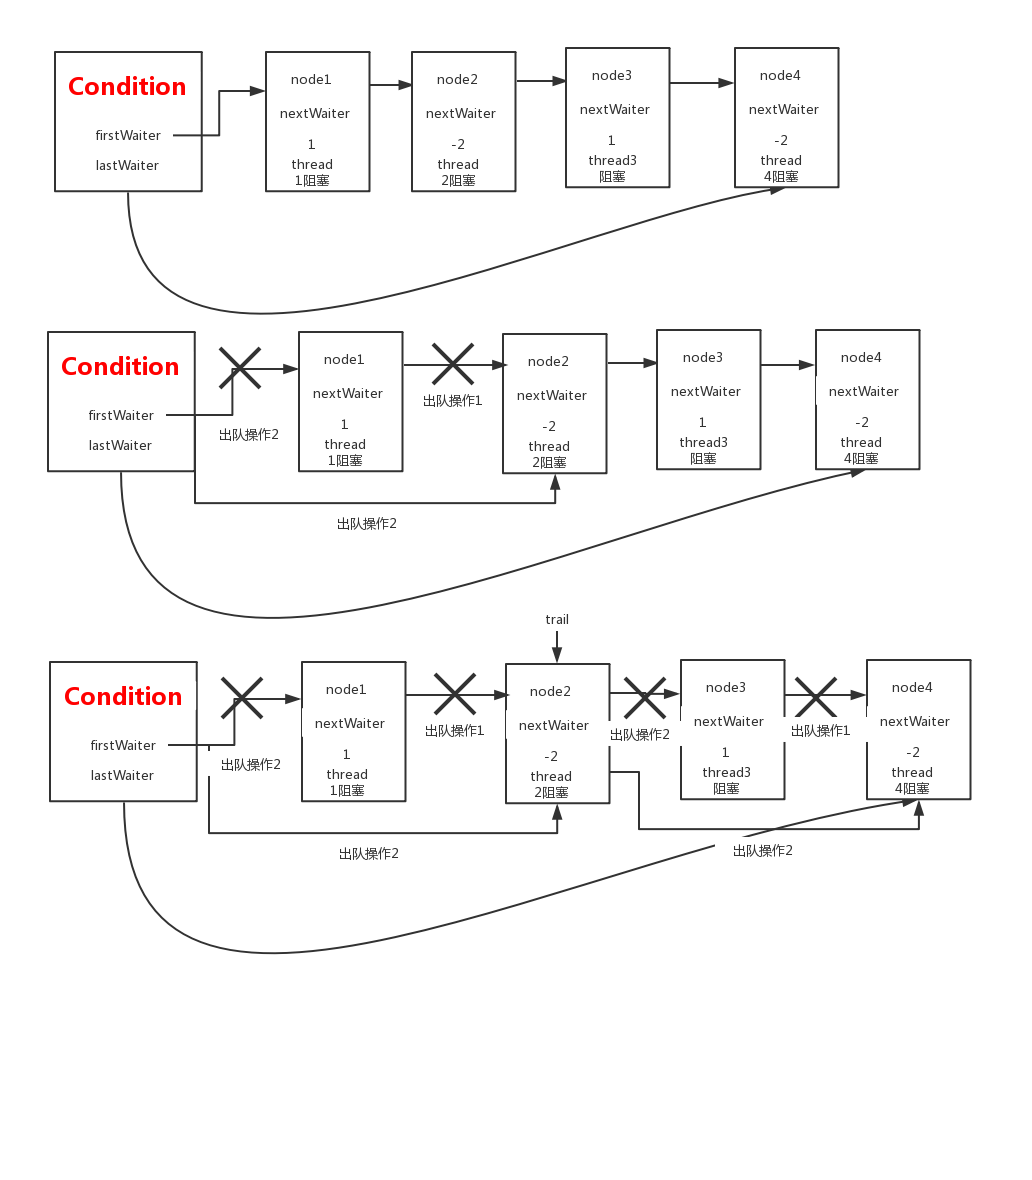 Condition
firstWaiter
lastWaiter
node1
nextWaiter
1
thread
1阻塞
node2
nextWaiter
-2
thread
2阻塞
node3
nextWaiter
1
thread3
阻塞
node4
nextWaiter
-2
thread
4阻塞
Condition
firstWaiter
lastWaiter
出队操作2
node1
nextWaiter
1
thread
1阻塞
出队操作1
node2
nextWaiter
-2
thread
2阻塞
node3
nextWaiter
1
thread3
阻塞
node4
nextWaiter
-2
thread
4阻塞
出队操作2
trail
Condition
firstWaiter
lastWaiter
出队操作2
node1
nextWaiter
1
thread
1阻塞
出队操作1
node2
nextWaiter
-2
thread
2阻塞
出队操作2
node3
nextWaiter
1
thread3
阻塞
出队操作1
node4
nextWaiter
-2
thread
4阻塞
出队操作2
出队操作2